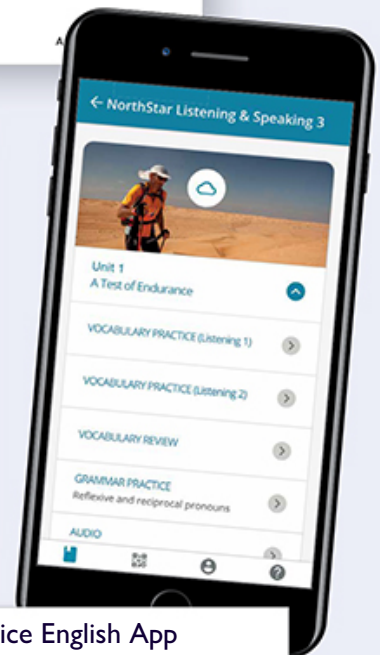 A
← NorthStar Listening & Speaking 3
Unit 1
A Test of Endurance
VOCABULARY PRACTICE (Listening 1)
VOCABULARY PRACTICE (Listening 2)
VOCABULARY REVIEW
GRAMMAR PRACTICE
Reflexive and reciprocal pronouns
AUDIO
ice English App